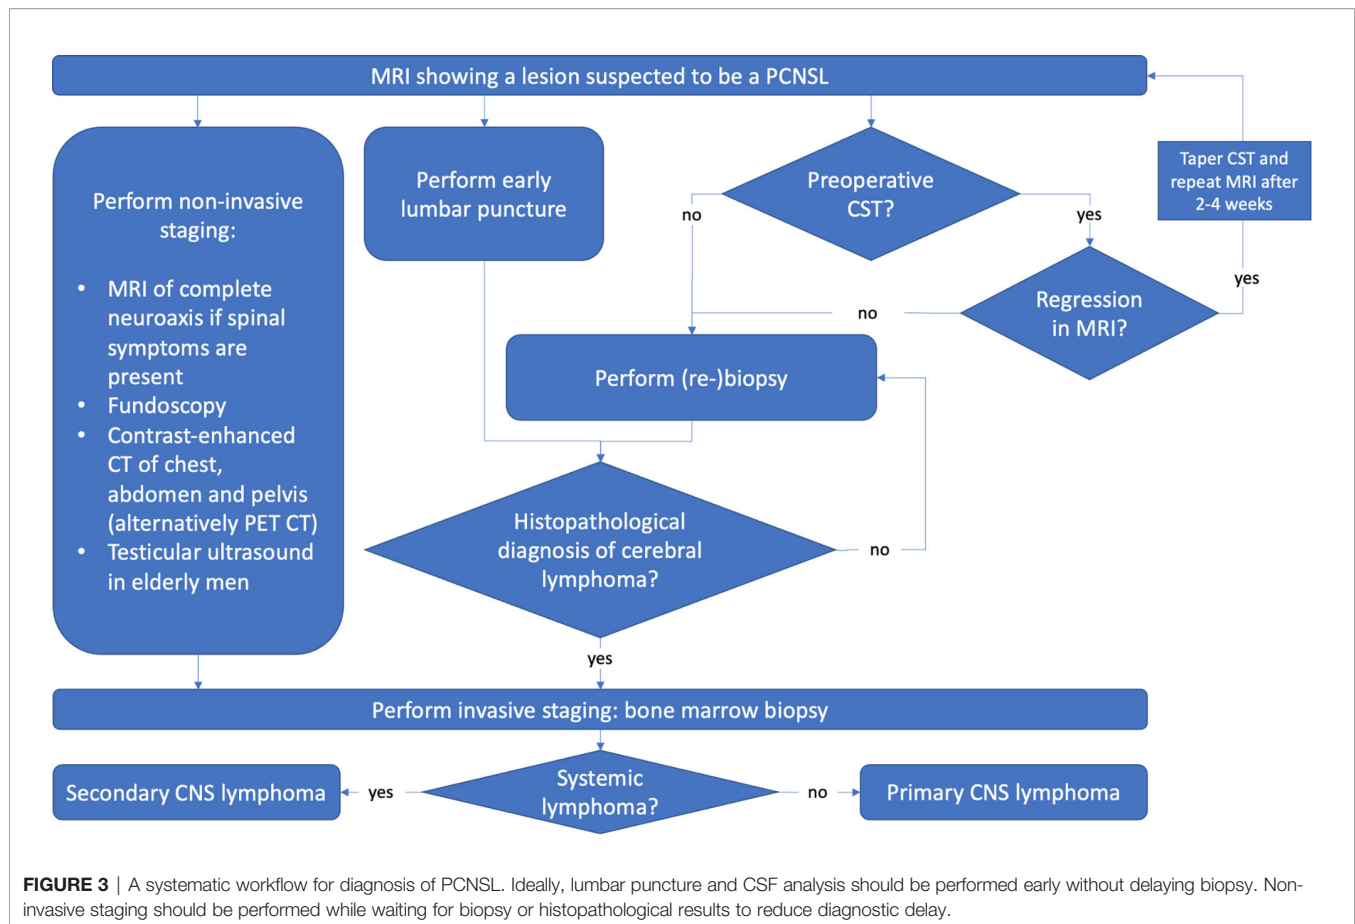 MRI showing a lesion suspected to be a PCNSL
Perform non-invasive
staging:
• MRI of complete
neuroaxis if spinal
symptoms are
present
• Fundoscopy
• Contrast-enhanced
CT of chest,
abdomen and pelvis
(alternatively PET CT)
• Testicular ultrasound
in elderly men
Perform early
lumbar puncture
Preoperative
CST?
no
yes
Taper CST and
repeat MRI after
2-4 weeks
yes
Regression
in MRI?
no
Perform (re-)biopsy
Histopathological
diagnosis of cerebral
lymphoma?
no
yes
Perform invasive staging: bone marrow biopsy
Systemic
lymphoma?
yes
Secondary CNS lymphoma
no
Primary CNS lymphoma
FIGURE 3 | A systematic workflow for diagnosis of PCNSL. Ideally, lumbar puncture and CSF analysis should be performed early without delaying biopsy. Non-
invasive staging should be performed while waiting for biopsy or histopathological results to reduce diagnostic delay.